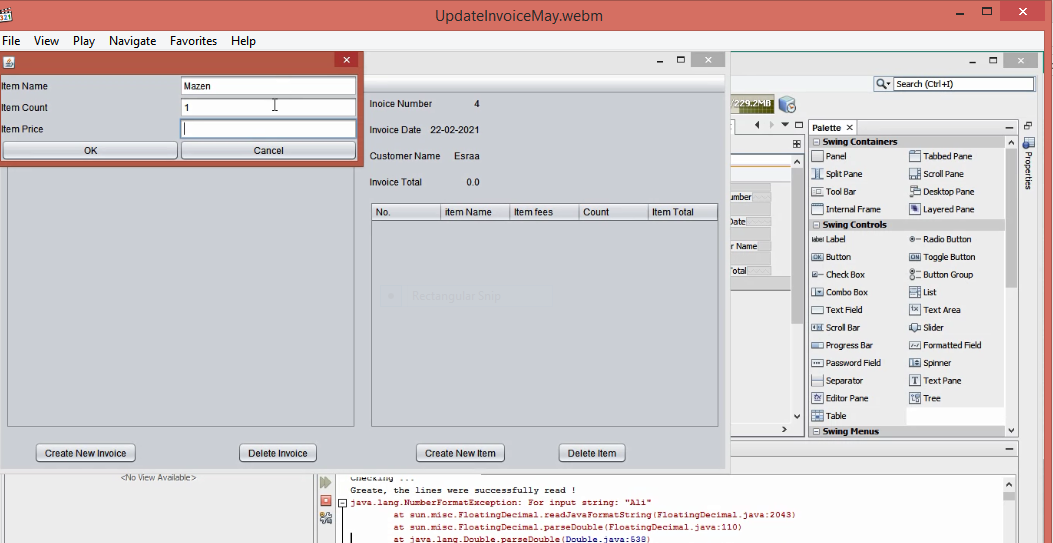 UpdateInvoiceMay.webm
File View Play Navigate Favorites Help
Item Name Mazen
Item Count 1
Item Price
OK Cancel
Inoice Number 4
Invoice Date 22-02-2021
Customer Name Esraa
Invoice Total 0.0
No. item Name Item fees Count Item Total
Rectangular Snip
Create New Invoice Delete Invoice Create New Item Delete Item
/229.2MB
Search (Ctrl+I)
Palette
Properties
Swing Containers
Panel Tabbed Pane
Split Pane Scroll Pane
Tool Bar Desktop Pane
Internal Frame Layered Pane
Swing Controls
label Label Radio Button
OK Button ON Toggle Button
Check Box Button Group
Combo Box List
Text Field Text Area
Scroll Bar Slider
Progress Bar Formatted Field
Password Field Spinner
Separator Text Pane
Editor Pane Tree
Table
Swing Menus
umber
Date
r Name
Total
<No View Available>
Checking ...
Greate, the lines were successfully read !
java.lang.NumberFormatException: For input string: "Ali"
at sun.misc.FloatingDecimal.readJavaFormatString(FloatingDecimal.java:2043)
at sun.misc.FloatingDecimal.parseDouble(FloatingDecimal.java:110)
at java.lang.Double.parseDouble(Double.java:538)